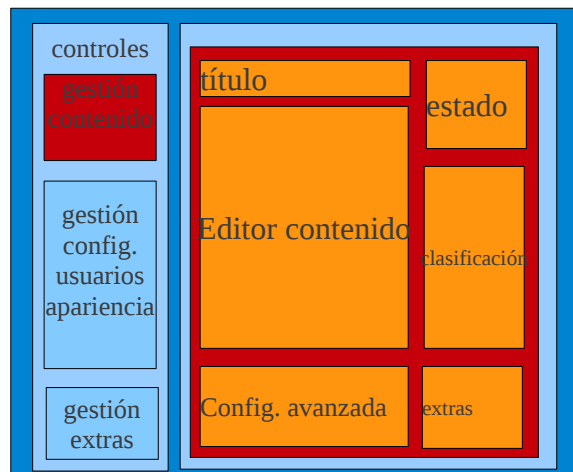 controles
gestión
contenido
gestión
config.
usuarios
apariencia
gestión
extras
título
estado
Editor contenido
clasificación
Config. avanzada
extras